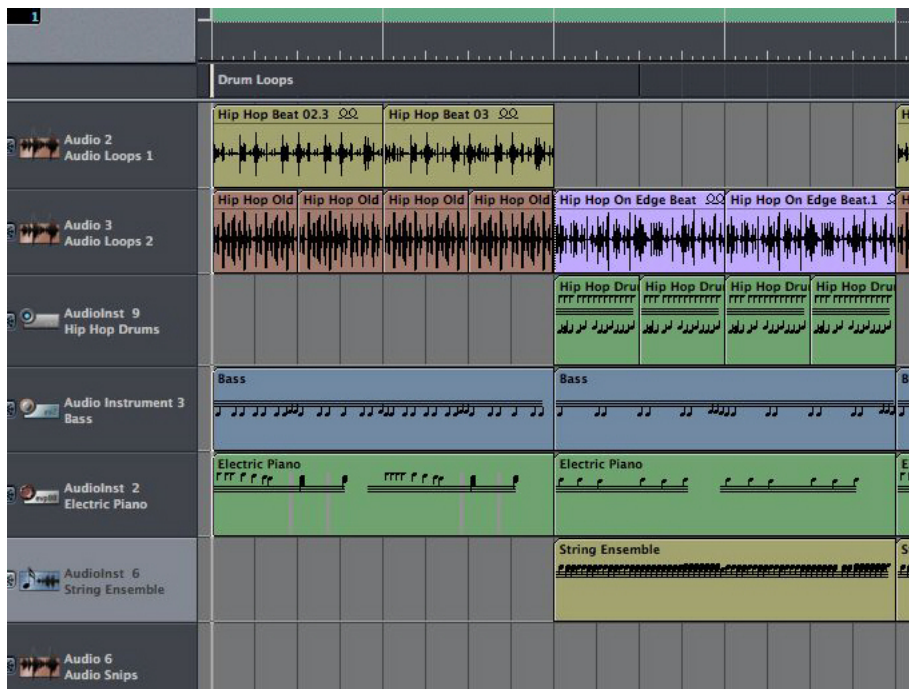 1
Drum Loops
Audio 2
Audio Loops 1
Hip Hop Beat 02.3
Hip Hop Beat 03
H
Audio 3
Audio Loops 2
Hip Hop Old
Hip Hop Old
Hip Hop Old
Hip Hop Old
Hip Hop On Edge Beat
Hip Hop On Edge Beat.1
H
AudioInst 9
Hip Hop Drums
Hip Hop Dru
Hip Hop Dru
Hip Hop Dru
Hip Hop Dru
Audio Instrument 3
Bass
Bass
Bass
B
AudioInst 2
Electric Piano
Electric Piano
Electric Piano
E
AudioInst 6
String Ensemble
String Ensemble
S
Audio 6
Audio Snips